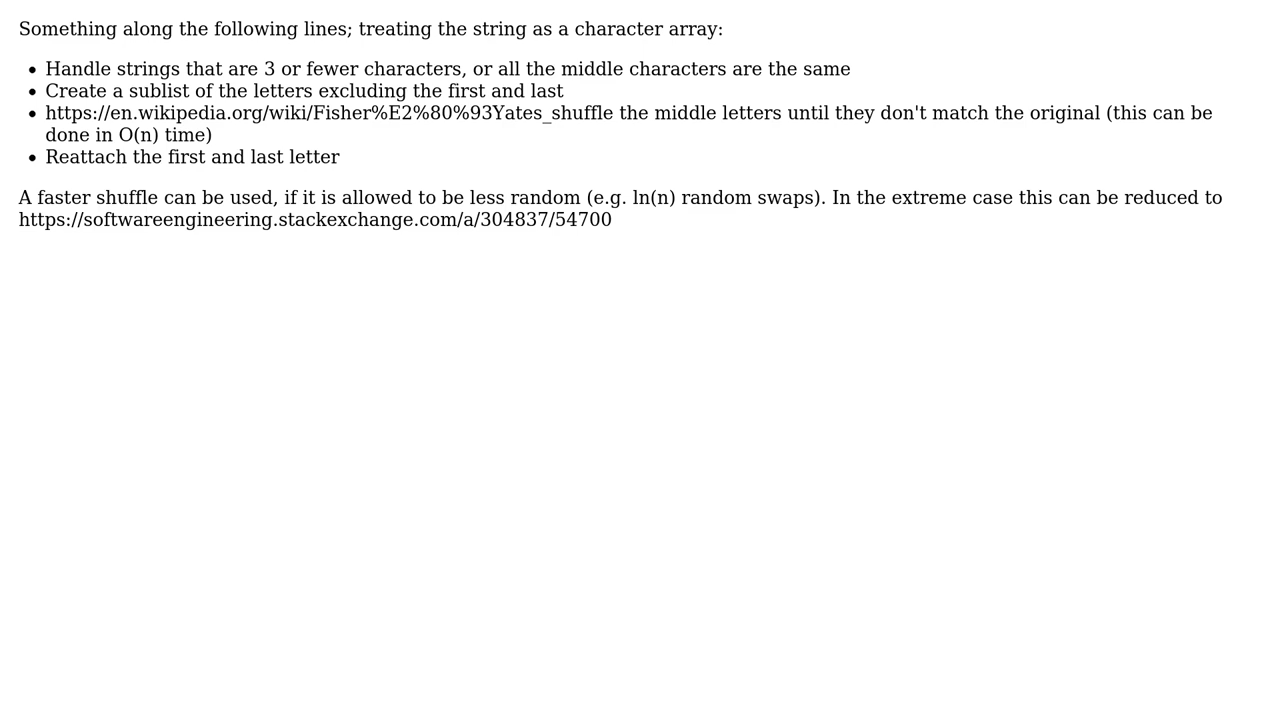 Something along the following lines; treating the string as a character array:
• Handle strings that are 3 or fewer characters, or all the middle characters are the same
• Create a sublist of the letters excluding the first and last
• https://en.wikipedia.org/wiki/Fisher%E2%80%93Yates_shuffle the middle letters until they don't match the original (this can be
done in O(n) time)
• Reattach the first and last letter
A faster shuffle can be used, if it is allowed to be less random (e.g. ln(n) random swaps). In the extreme case this can be reduced to
https://softwareengineering.stackexchange.com/a/304837/54700